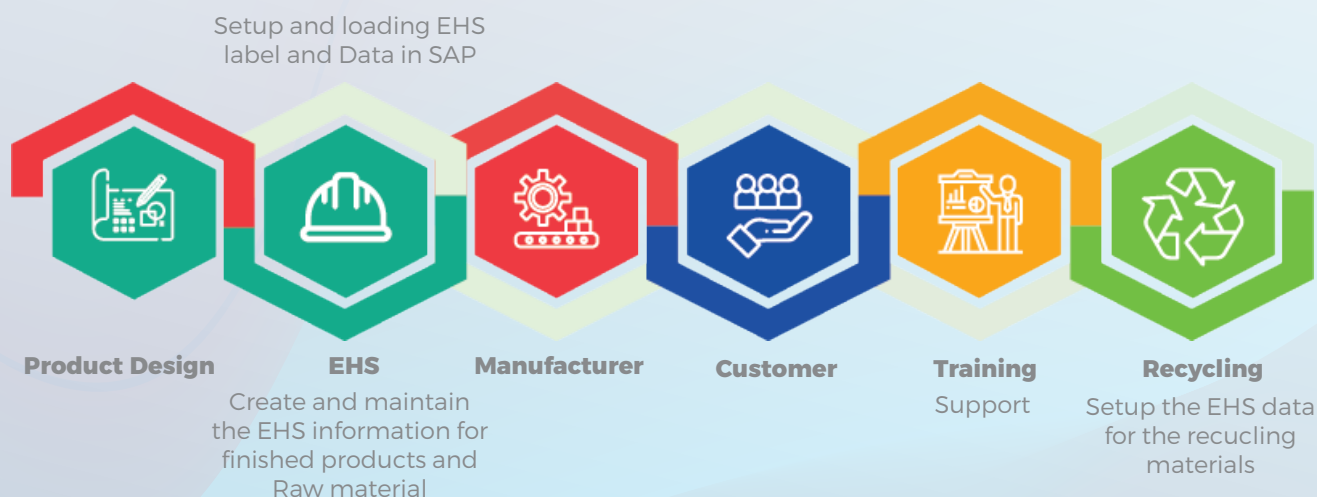 Setup and loading EHS
label and Data in SAP
Product Design
EHS
Create and maintain
the EHS information for
finished products and
Raw material
Manufacturer
Customer
Training
Support
Recycling
Setup the EHS data
for the recucling
materials